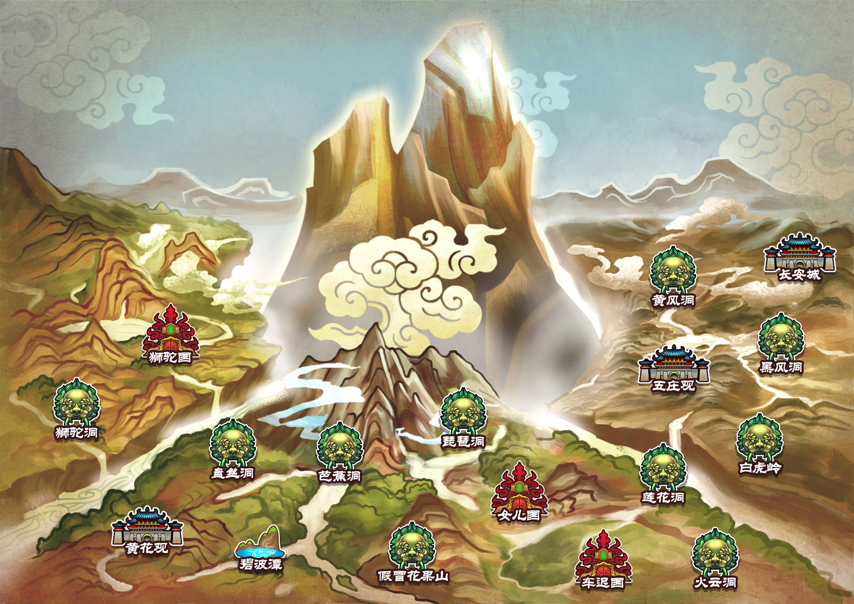 长安城
黄风洞
黑风洞
狮驼国
五庄观
狮驼洞
琵琶洞
白虎岭
盘丝洞
芭蕉洞
莲花洞
女儿国
黄花观
碧波潭
假冒花果山
车迟国
火云洞